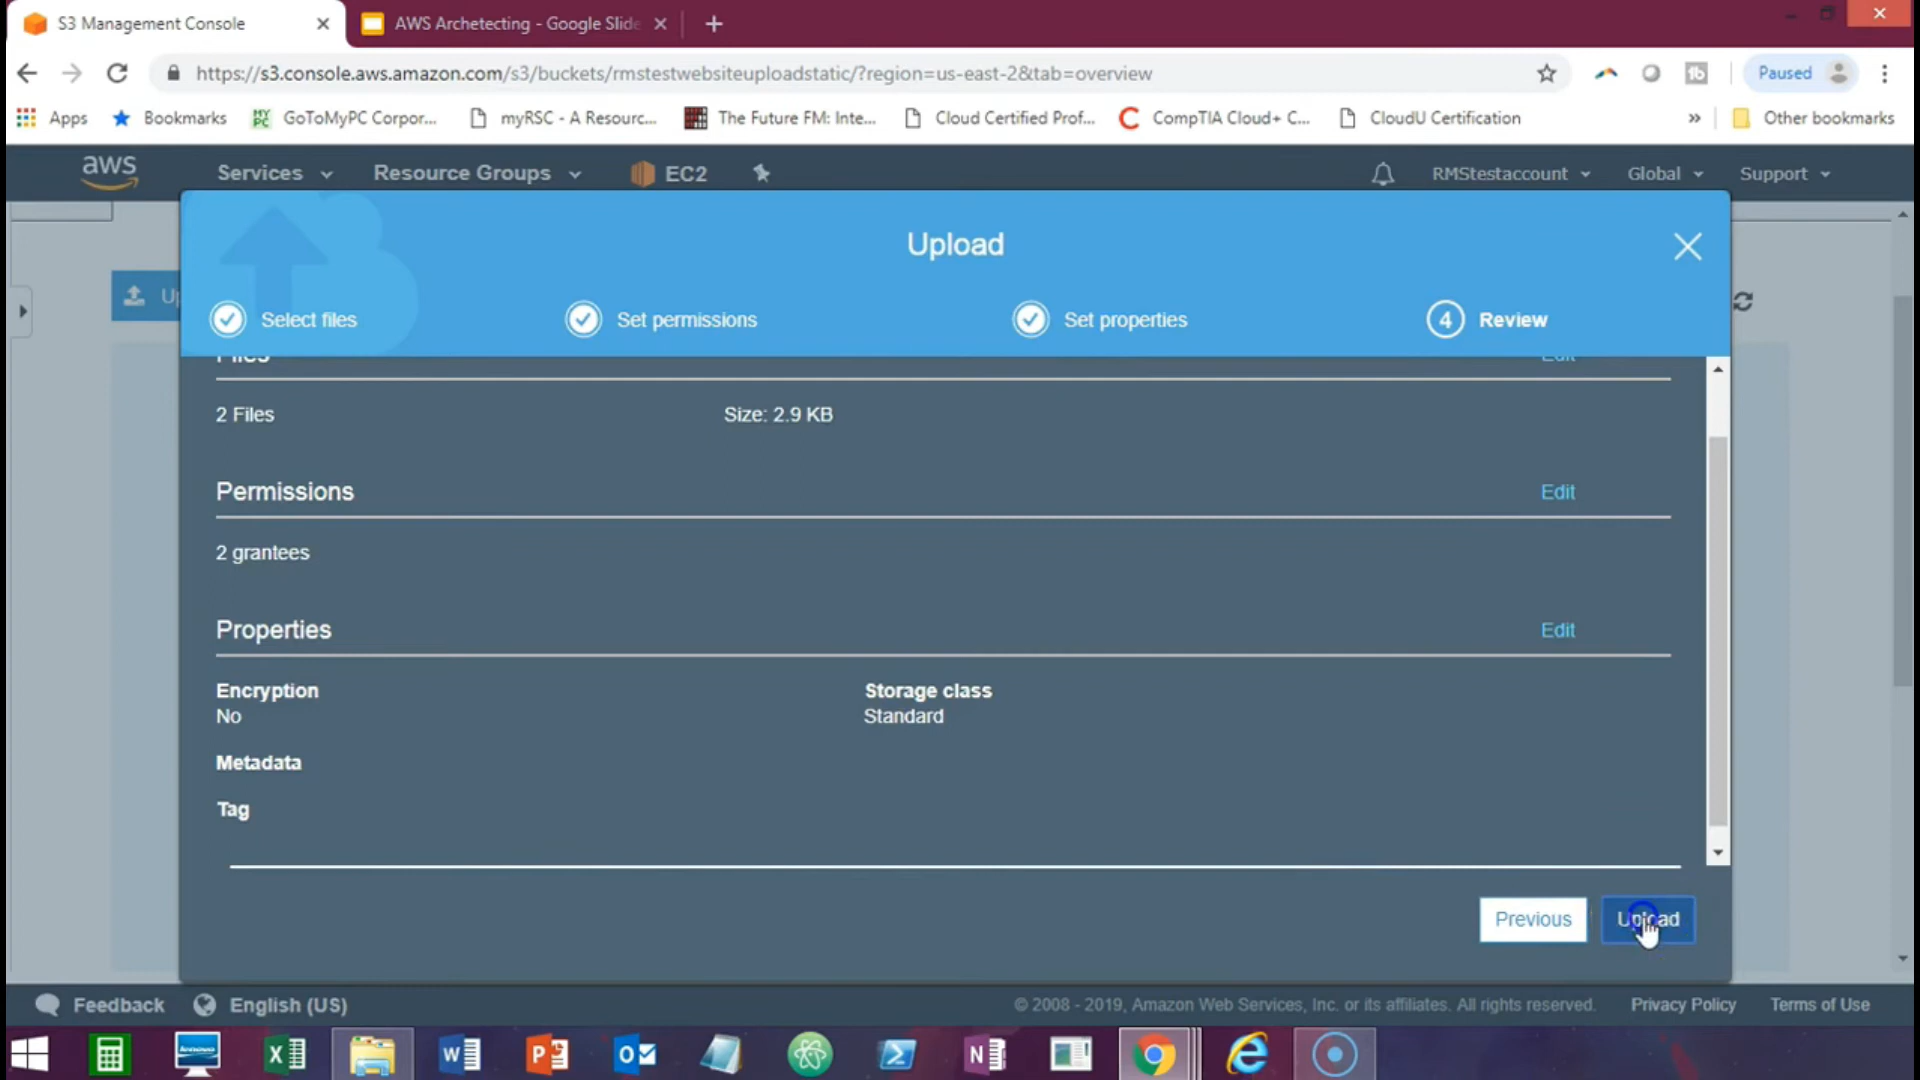 S3 Management Console
AWS Archetecting - Google Slide
https://s3.console.aws.amazon.com/s3/buckets/rmstestwebsiteuploadstatic/?region=us-east-2&tab=overview
Paused
Apps
Bookmarks
GoToMyPC Corpor...
myRSC - A Resourc...
The Future FM: Inte...
Cloud Certified Prof...
CompTIA Cloud+ C...
CloudU Certification
»
Other bookmarks
aws
Services
Resource Groups
EC2
RMStestaccount
Global
Support
Upload
Select files
Set permissions
Set properties
4 Review
Files
Edit
2 Files
Size: 2.9 KB
Permissions
Edit
2 grantees
Properties
Edit
Encryption
Storage class
No
Standard
Metadata
Tag
Previous
Upload
Feedback
English (US)
© 2008 - 2019, Amazon Web Services, Inc. or its affiliates. All rights reserved.
Privacy Policy
Terms of Use